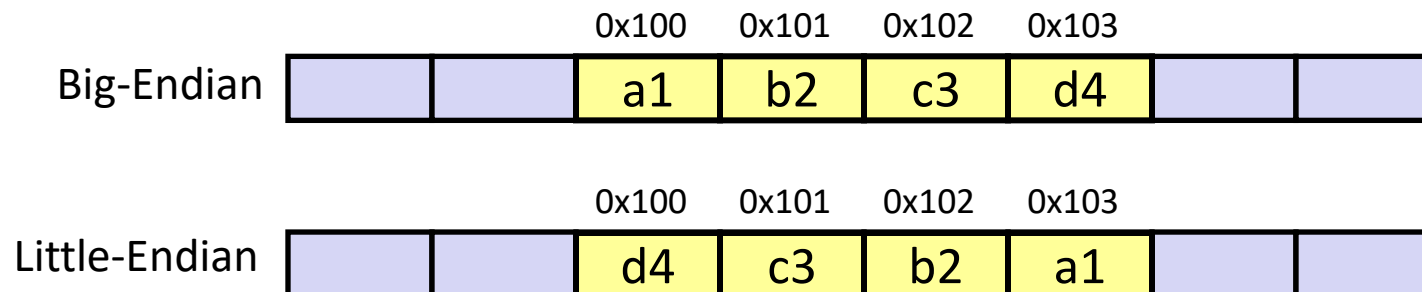 0x100 0x101 0x102 0x103
Big-Endian a1 b2 c3 d4
0x100 0x101 0x102 0x103
Little-Endian d4 c3 b2 a1